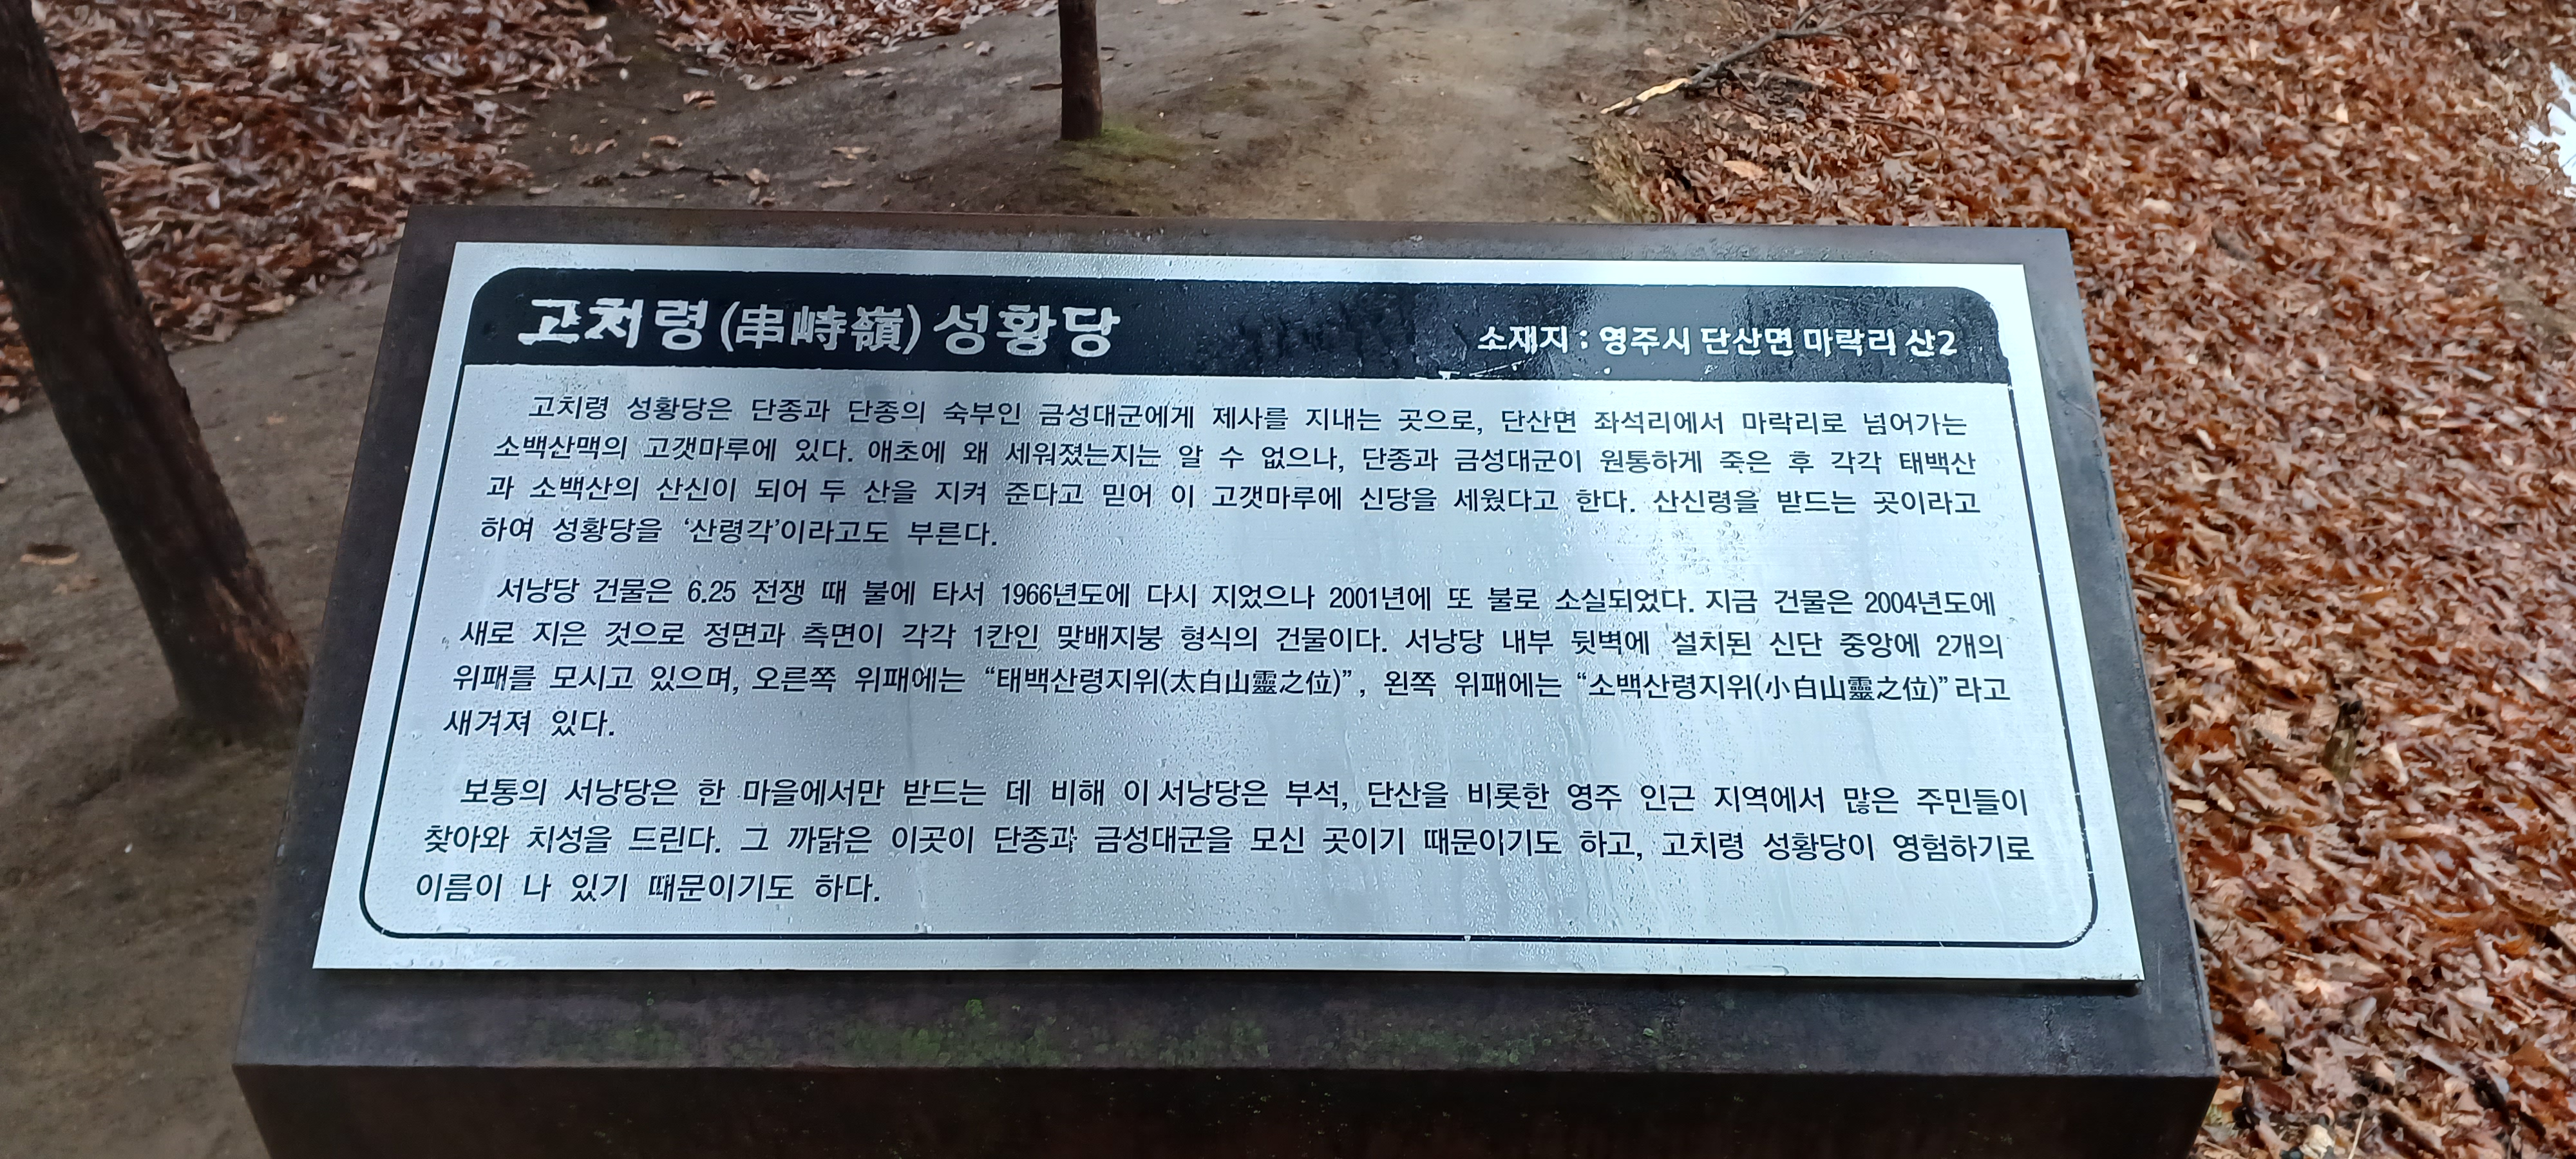 고치령(串峙嶺) 성황당
소재지 : 영주시 단산면 마락리 산2
고치령 성황당은 단종과 단종의 숙부인 금성대군에게 제사를 지내는 곳으로, 단산면 좌석리에서 마락리로 넘어가는
소백산맥의 고갯마루에 있다. 애초에 왜 세워졌는지는 알 수 없으나, 단종과 금성대군이 원통하게 죽은 후 각각 태백산
과 소백산의 산신이 되어 두 산을 지켜 준다고 믿어 이 고갯마루에 신당을 세웠다고 한다. 산신령을 받드는 곳이라고
하여 성황당을 ‘산령각’이라고도 부른다.
서낭당 건물은 6.25 전쟁 때 불에 타서 1966년도에 다시 지었으나 2001년에 또 불로 소실되었다. 지금 건물은 2004년도에
새로 지은 것으로 정면과 측면이 각각 1칸인 맞배지붕 형식의 건물이다. 서낭당 내부 뒷벽에 설치된 신단 중앙에 2개의
위패를 모시고 있으며, 오른쪽 위패에는 “태백산령지위(太白山靈之位)”, 왼쪽 위패에는 “소백산령지위(小白山靈之位)”라고
새겨져 있다.
보통의 서낭당은 한 마을에서만 받드는 데 비해 이 서낭당은 부석, 단산을 비롯한 영주 인근 지역에서 많은 주민들이
찾아와 치성을 드린다. 그 까닭은 이곳이 단종과 금성대군을 모신 곳이기 때문이기도 하고, 고치령 성황당이 영험하기로
이름이 나 있기 때문이기도 하다.